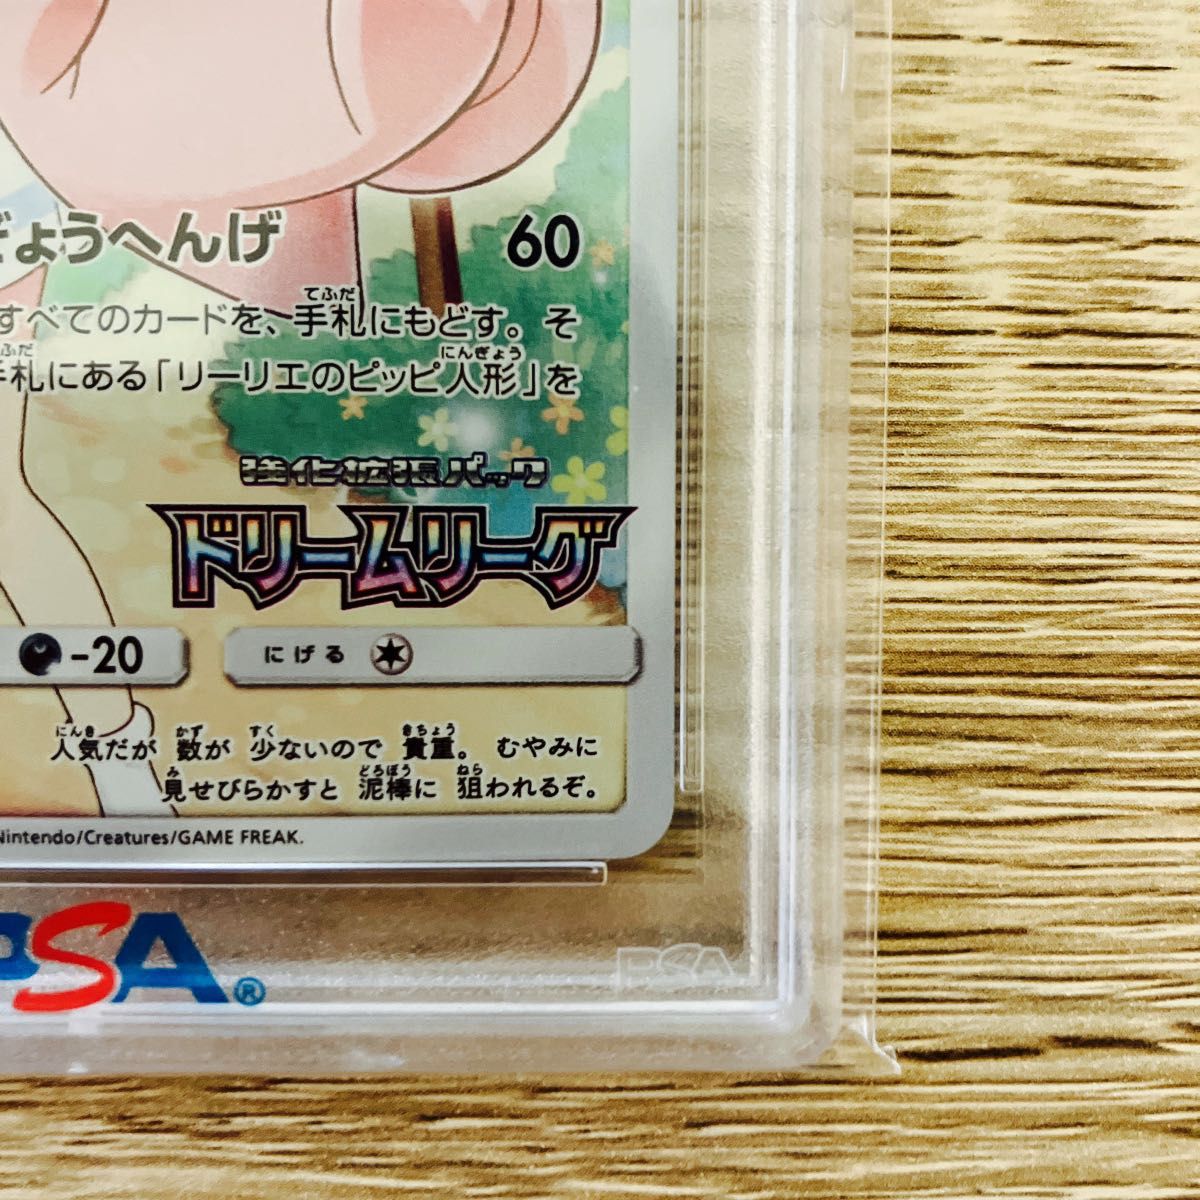 ぎょうへんげ 60
すべてのカードを、手札にもどす。そ
手札にある「リーリエのピッピ人形」を
強化拡張パック
ドリームリーグ
-20 にげる
人気だが 数が 少ないので 貴重。 むやみに
見せびらかすと 泥棒に 狙われるぞ。
Nintendo/Creatures/GAME FREAK.
PSA®
PSA